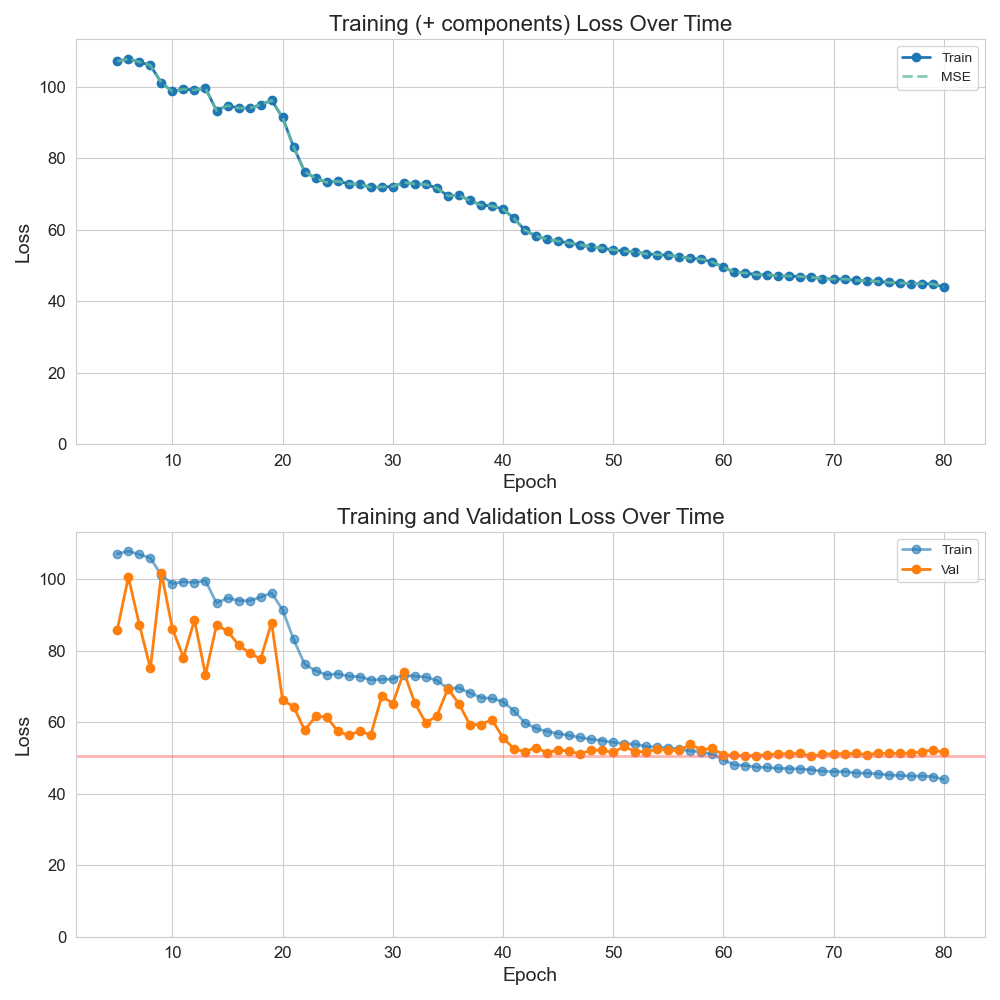 Training (+ components) Loss Over Time
Train
MSE
100
80
60
40
20
0
Loss
10 20 30 40 50 60 70 80
Epoch
Training and Validation Loss Over Time
Train
Val
100
80
60
40
20
0
Loss
10 20 30 40 50 60 70 80
Epoch